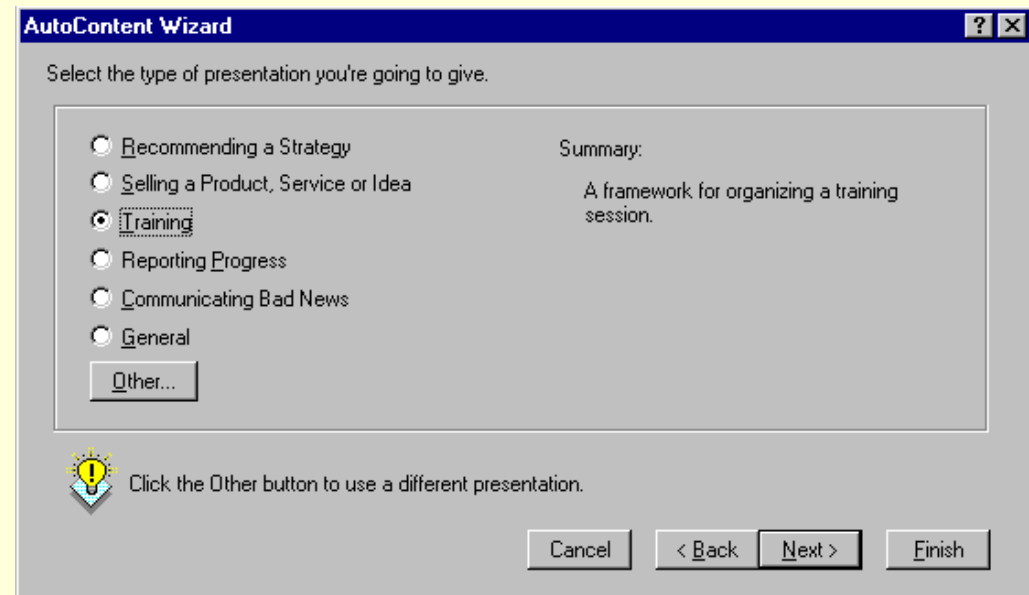 AutoContent Wizard
Select the type of presentation you're going to give.
Recommending a Strategy
Selling a Product, Service or Idea
Training
Reporting Progress
Communicating Bad News
General
Other...
Summary:
A framework for organizing a training
session.
Click the Other button to use a different presentation.
Cancel
< Back
Next >
Finish